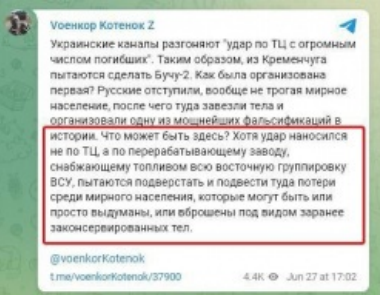 Voенкор Котенок Z
Украинские каналы разгоняют "удар по ТЦ с огромным
числом погибших". Таким образом, из Кременчуга
пытаются сделать Бучу-2. Как была организована
первая? Русские отступили, вообще не трогая мирное
население, после чего туда завезли тела и
организовали одну из мощнейших фальсификаций в
истории. Что может быть здесь? Хотя удар наносился
не по ТЦ, а по перерабатывающему заводу,
снабжающему топливом всю восточную группировку
ВСУ, пытаются подверстать и подвести туда потери
среди мирного населения, которые могут быть или
просто выдуманы, или вброшены под видом заранее
законсервированных тел.
@voenkorKotenok
t.me/voenkorKotenok/37900
4.4K Jun 27 at 17:02